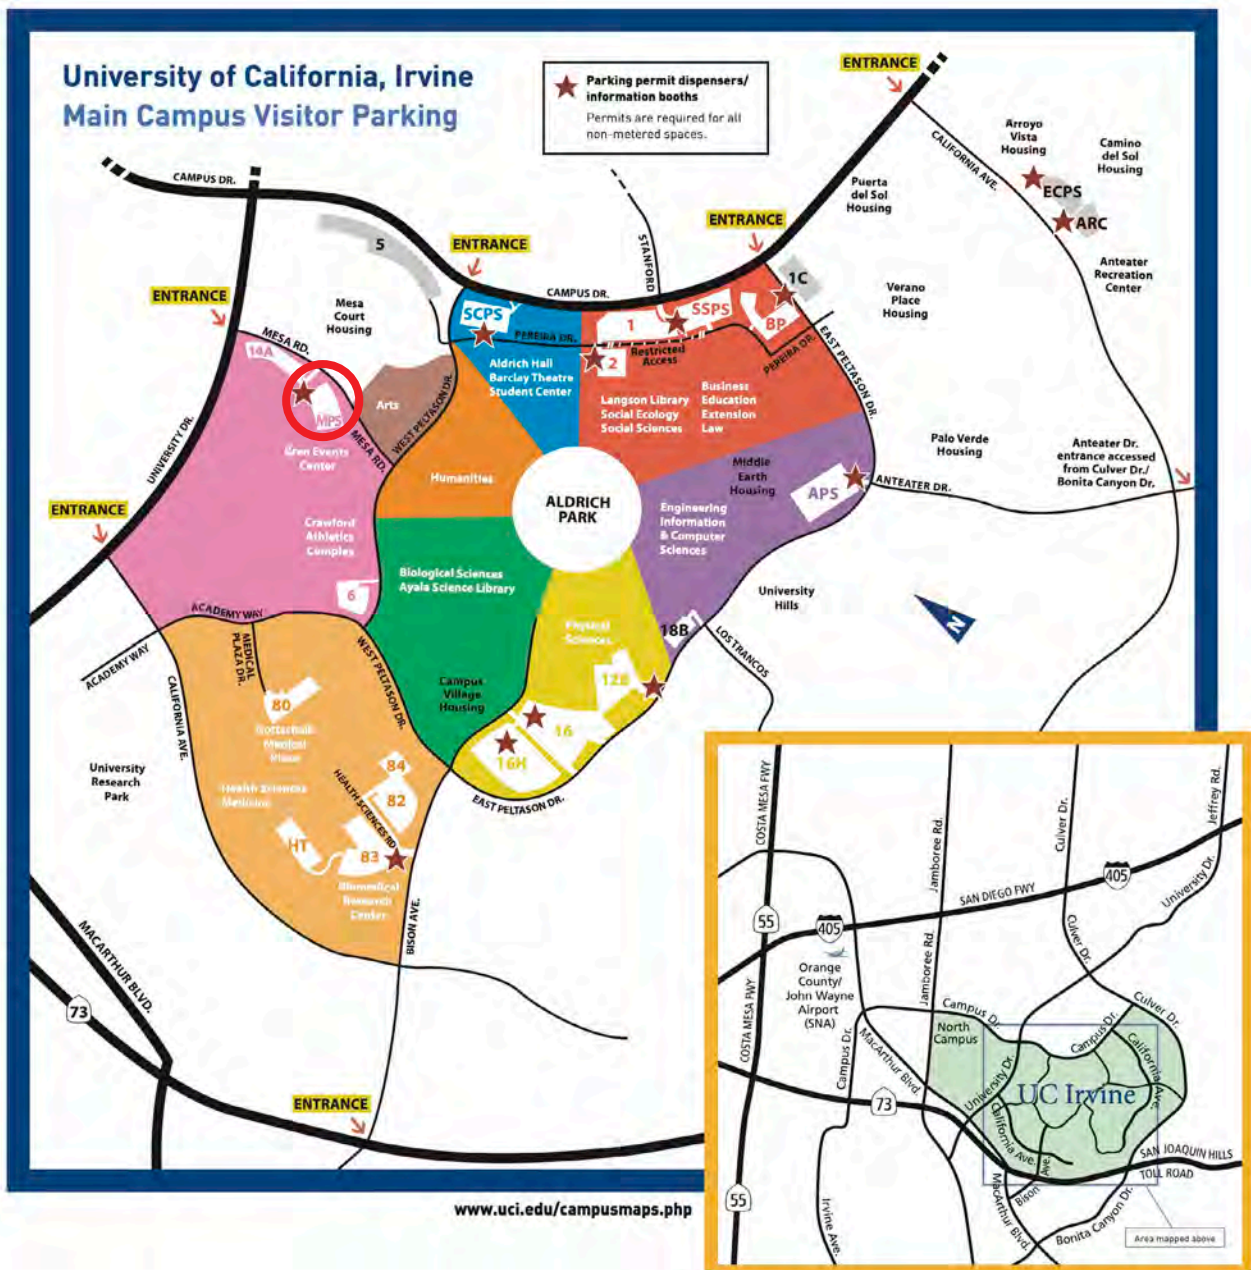 University of California, Irvine
Main Campus Visitor Parking
Parking permit dispensers/
information booths
Permits are required for all
non-metered spaces.
ENTRANCE
CALIFORNIA AVE.
Arroyo
Vista
Housing
Camino
del Sol
Housing
ECPS
ARC
Anteater
Recreation
Center
Puerta
del Sol
Housing
CAMPUS DR.
5
ENTRANCE
STANFORD
ENTRANCE
1C
Verano
Place
Housing
ENTRANCE
Mesa
Court
Housing
CAMPUS DR.
SCPS
PEREIRA DR.
1
SSPS
BP
2
Restricted
Access
PEREIRA DR.
EAST PELTASON DR.
MESA RD.
14A
MPS
MESA RD.
Arts
WEST PELTASON DR.
Aldrich Hall
Barclay Theatre
Student Center
Langson Library
Social Ecology
Social Sciences
Business
Education
Extension
Law
UNIVERSITY DR.
Bren Events
Center
Humanities
ALDRICH
PARK
Middle
Earth
Housing
APS
ANTEATER DR.
Palo Verde
Housing
Anteater Dr.
entrance accessed
from Culver Dr./
Bonita Canyon Dr.
ENTRANCE
Crawford
Athletics
Complex
Engineering
Information
& Computer
Sciences
Biological Sciences
Ayala Science Library
6
University
Hills
N
ACADEMY WAY
ACADEMY WAY
MEDICAL
PLAZA DR.
WEST PELTASON DR.
Physical
Sciences
18B
LOS TRANCOS
CALIFORNIA AVE.
Campus
Village
Housing
12B
80
Gottschalk
Medical
Plaza
16
16H
EAST PELTASON DR.
University
Research
Park
Health Sciences
Medicine
HEALTH SCIENCES RD
84
82
HT
83
Biomedical
Research
Center
BISON AVE.
MACARTHUR BLVD.
73
ENTRANCE
www.uci.edu/campusmaps.php
COSTA MESA FWY
Jamboree Rd.
Culver Dr.
Jeffrey Rd.
405
SAN DIEGO FWY
University Dr.
55
405
Jamboree Rd.
Culver Dr.
Orange
County/
John Wayne
Airport
(SNA)
COSTA MESA FWY
Campus Dr.
MacArthur Blvd.
Campus Dr.
North
Campus
Campus Dr.
Culver Dr.
California Ave.
University Dr.
UC Irvine
73
California Ave.
Bison
Ave.
SAN JOAQUIN HILLS
TOLL ROAD
55
Irvine Ave.
MacArthur Blvd.
Bonita Canyon Dr.
Area mapped above